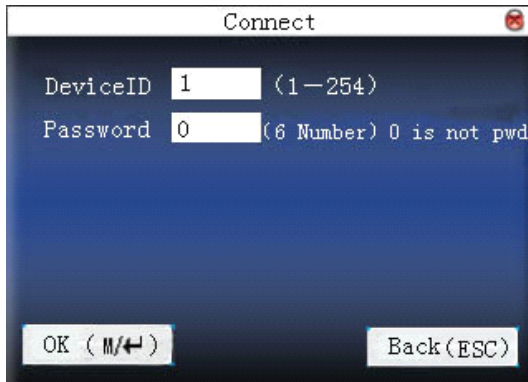 Connect
DeviceID 1 (1—254)
Password 0 (6 Number) 0 is not pwd
OK (M/↵) Back(ESC)